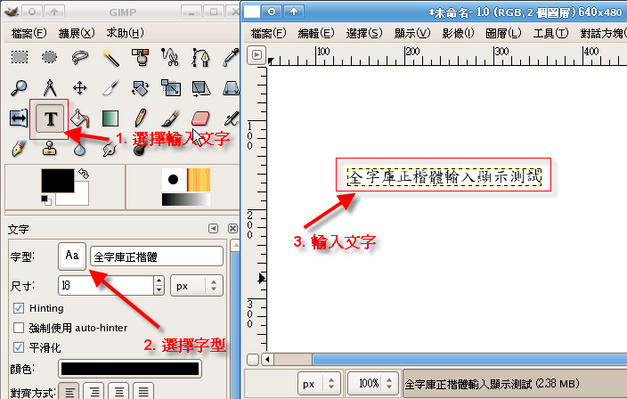 GIMP
檔案(F) 擴展(X) 求助(H)
T
1. 選擇輸入文字
文字
字型: Aa 全字庫正楷體
尺寸: 18 px
2. 選擇字型
Hinting
強制使用 auto-hinter
平滑化
顏色:
對齊方式:
*未命名- 1.0 (RGB, 2 個圖層) 640x480
檔案(F) 編輯(E) 選擇(S) 顯示(V) 影像(I) 圖層(L) 工具(T) 對話方塊(
100 200 300 400
100
200
300
全字庫正楷體輸入顯示測試
3. 輸入文字
px 100% 全字庫正楷體輸入顯示測試 (2.38 MB)